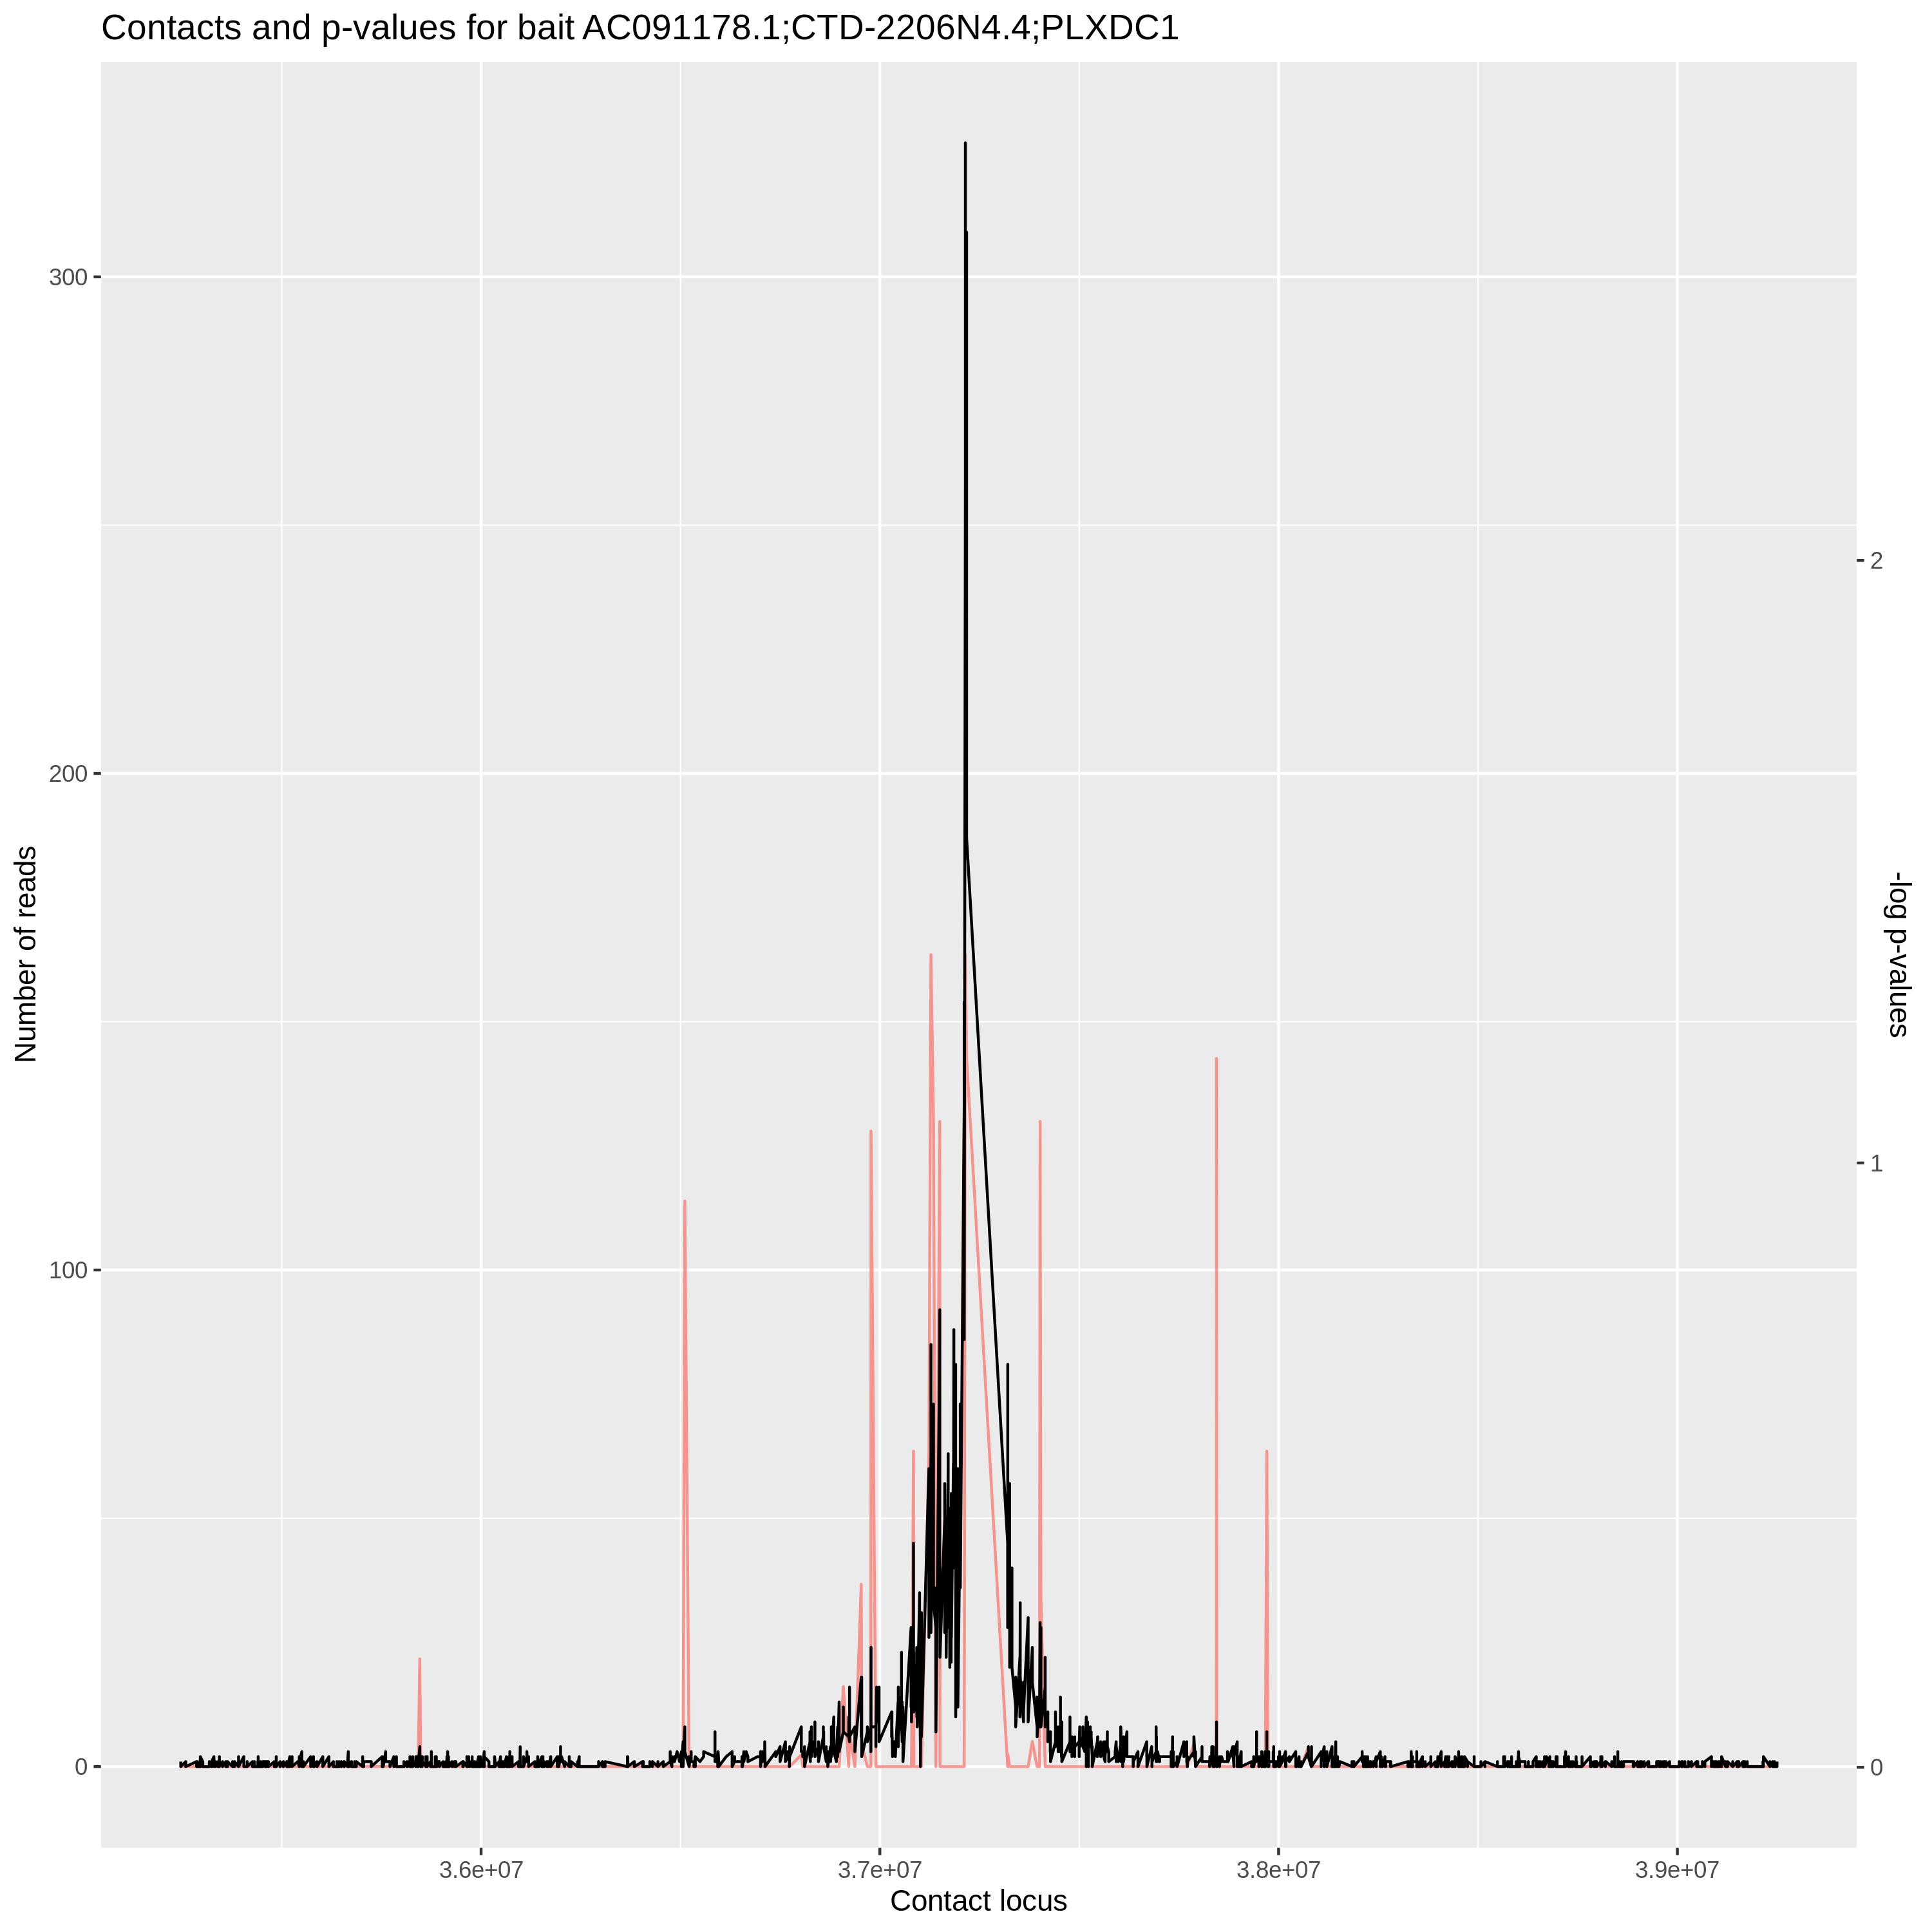 Contacts and p-values for bait AC091178.1;CTD-2206N4.4;PLXDC1
300
200
100
0
Number of reads
2
1
0
-log p-values
3.6e+07
3.7e+07
3.8e+07
3.9e+07
Contact locus